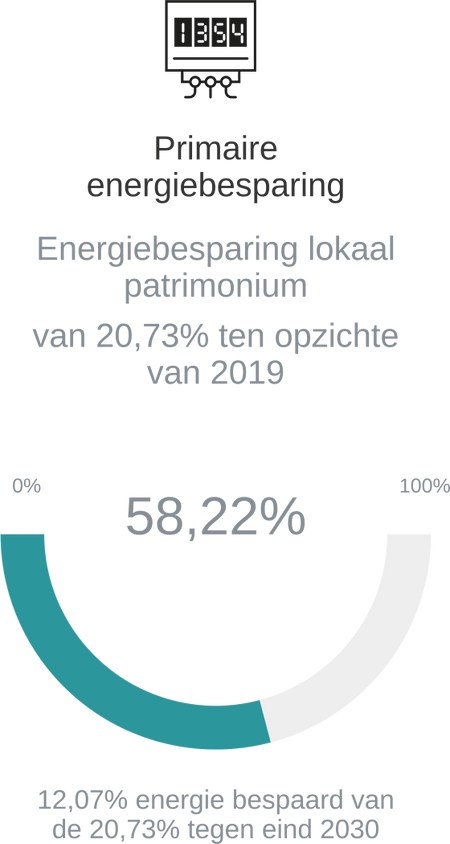 1354
Primaire
energiebesparing
Energiebesparing lokaal
patrimonium
van 20,73% ten opzichte
van 2019
0%
100%
58,22%
12,07% energie bespaard van
de 20,73% tegen eind 2030